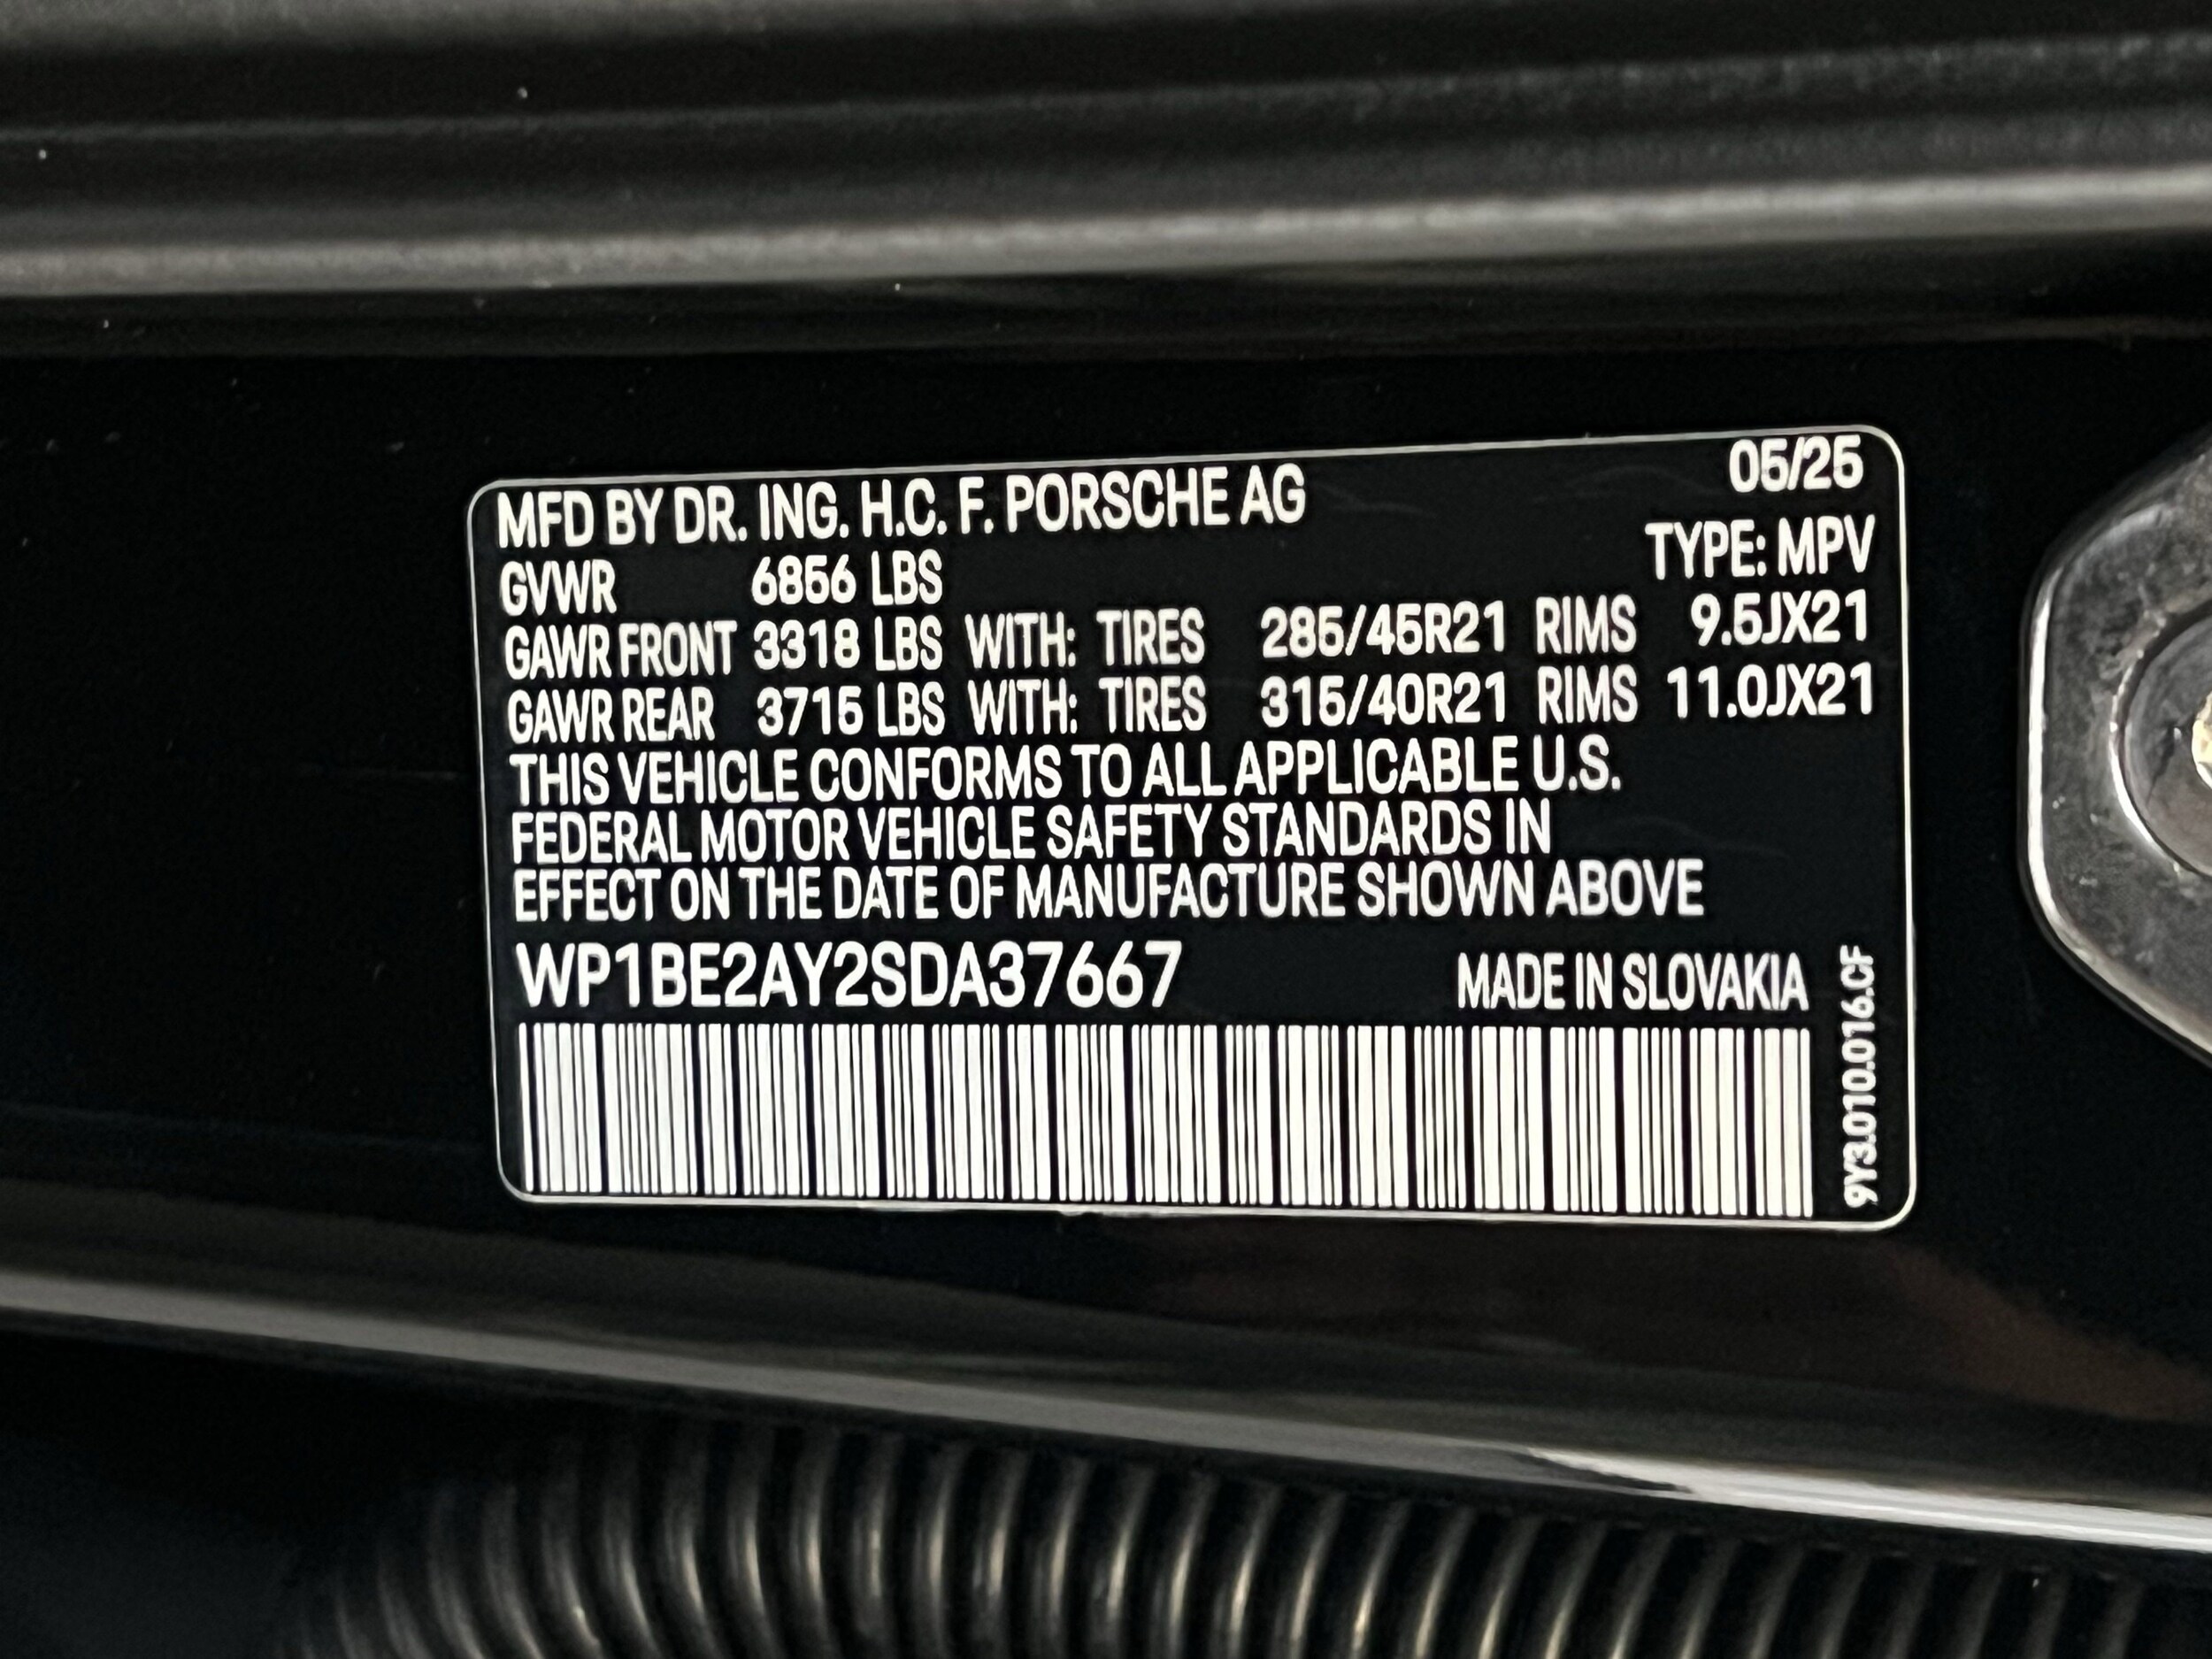 MFD BY DR. ING. H.C. F. PORSCHE AG 05/25
TYPE: MPV
GVWR 6856 LBS
GAWR FRONT 3318 LBS WITH: TIRES 285/45R21 RIMS 9.5JX21
GAWR REAR 3715 LBS WITH: TIRES 315/40R21 RIMS 11.0JX21
THIS VEHICLE CONFORMS TO ALL APPLICABLE U.S.
FEDERAL MOTOR VEHICLE SAFETY STANDARDS IN
EFFECT ON THE DATE OF MANUFACTURE SHOWN ABOVE
WP1BE2AY2SDA37667 MADE IN SLOVAKIA
9Y3.010.016.CF